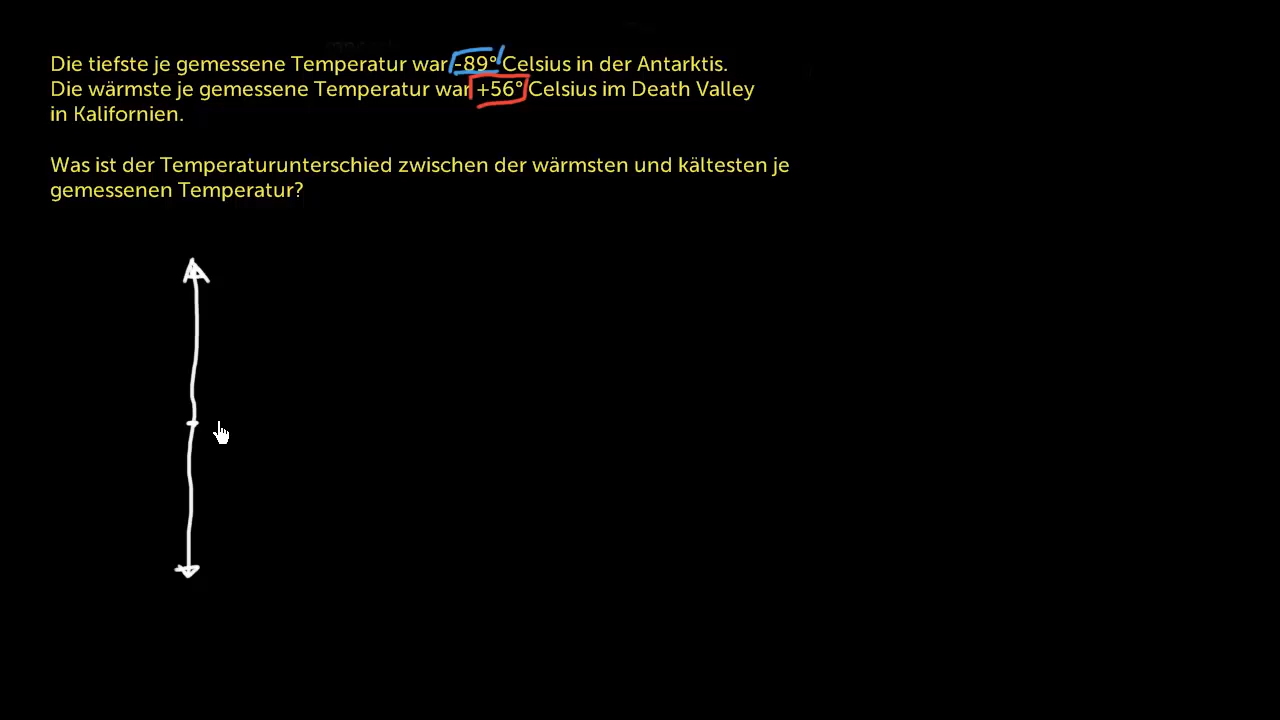 Die tiefste je gemessene Temperatur war -89° Celsius in der Antarktis.
Die wärmste je gemessene Temperatur war +56° Celsius im Death Valley
in Kalifornien.
Was ist der Temperaturunterschied zwischen der wärmsten und kältesten je
gemessenen Temperatur?